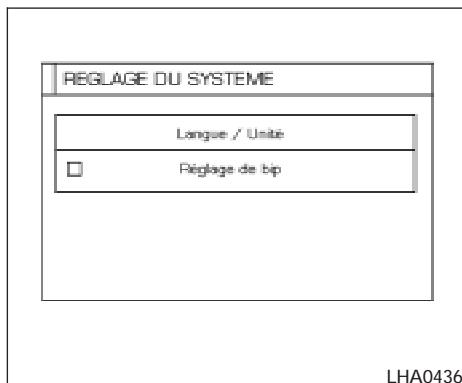 REGLAGE DU SYSTEME
Langue / Unité
Réglage de bip
LHA0436